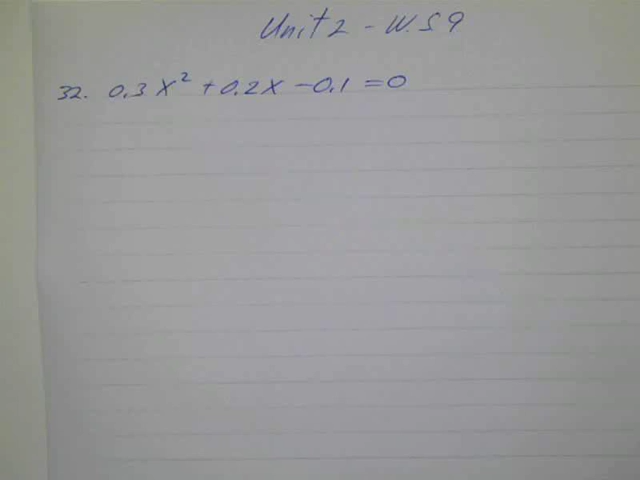 Unit 2 - W.S 9
32. 0.3x² + 0.2x - 0.1 = 0